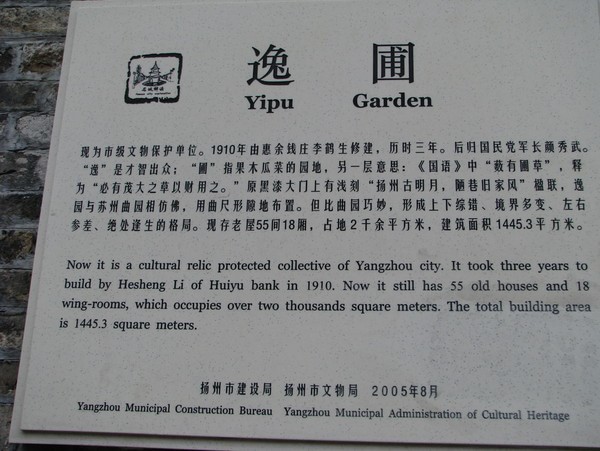 逸 圃
Yipu Garden
现为市级文物保护单位。1910年由惠余钱庄李鹤生修建，历时三年。后归国民党军长颜秀武。
“逸”是才智出众；“圃”指果木瓜菜的园地，另一层意思：《国语》中“薮有圃草”，释
为“必有茂大之草以财用之。”原黑漆大门上有浅刻“扬州古明月，陋巷旧家风”楹联，逸
园与苏州曲园相仿佛，用曲尺形隙地布置。但比曲园巧妙，形成上下综错、境界多变、左右
参差、绝处逢生的格局。现存老屋55间18厢，占地2千余平方米，建筑面积1445.3平方米。
Now it is a cultural relic protected collective of Yangzhou city. It took three years to
build by Hesheng Li of Huiyu bank in 1910. Now it still has 55 old houses and 18
wing-rooms, which occupies over two thousands square meters. The total building area
is 1445.3 square meters.
扬州市建设局 扬州市文物局 2005年8月
Yangzhou Municipal Construction Bureau Yangzhou Municipal Administration of Cultural Heritage